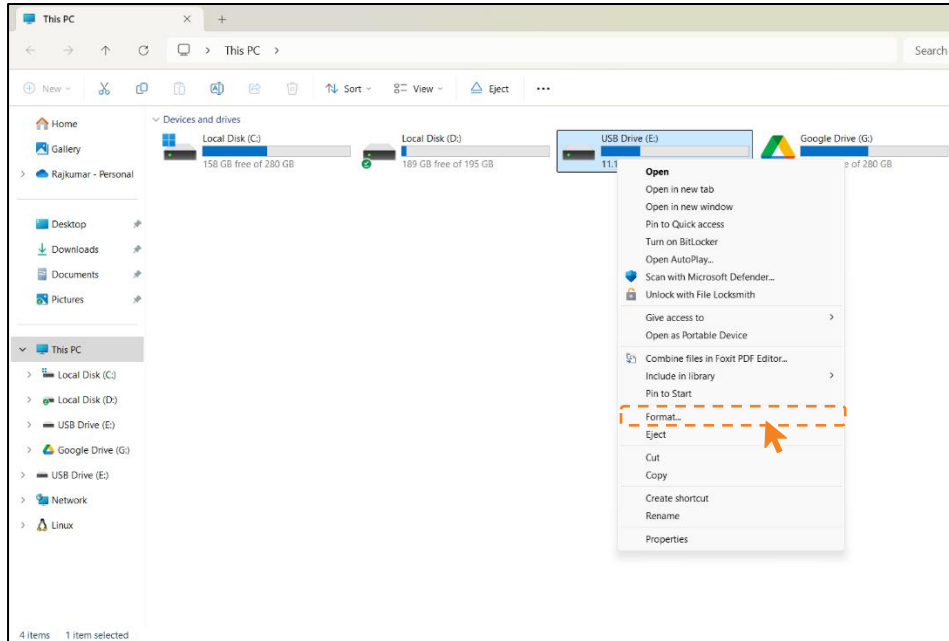 This PC
This PC
Search
New
Sort
View
Eject
Home
Gallery
Rajkumar - Personal
Desktop
Downloads
Documents
Pictures
This PC
Local Disk (C:)
Local Disk (D:)
USB Drive (E:)
Google Drive (G:)
USB Drive (E:)
Network
Linux
Devices and drives
Local Disk (C:)
158 GB free of 280 GB
Local Disk (D:)
189 GB free of 195 GB
USB Drive (E:)
11.1
Google Drive (G:)
of 280 GB
Open
Open in new tab
Open in new window
Pin to Quick access
Turn on BitLocker
Open AutoPlay...
Scan with Microsoft Defender...
Unlock with File Locksmith
Give access to
Open as Portable Device
Combine files in Foxit PDF Editor...
Include in library
Pin to Start
Format...
Eject
Cut
Copy
Create shortcut
Rename
Properties
4 items 1 item selected